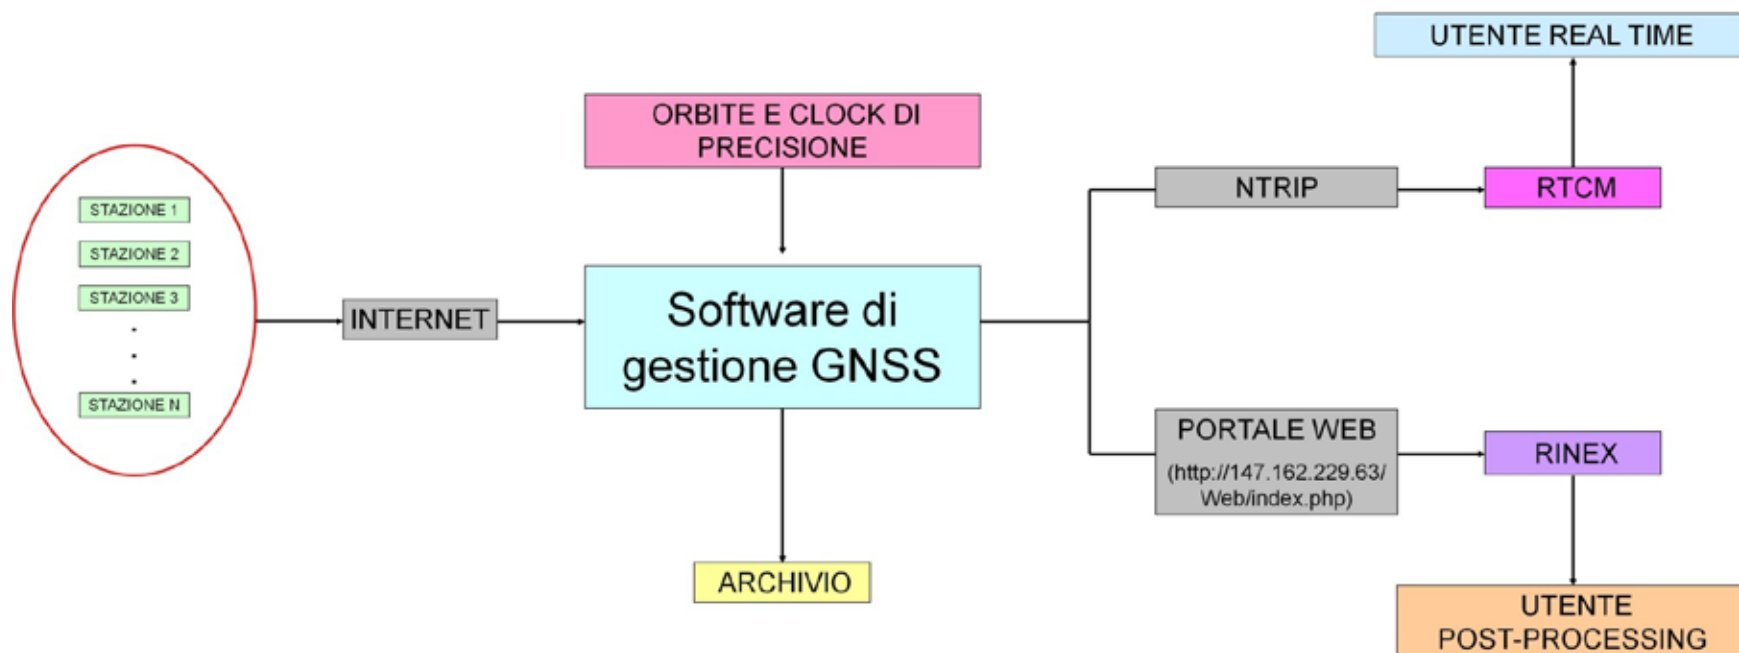 UTENTE REAL TIME
ORBITE E CLOCK DI
PRECISIONE
NTRIP
RTCM
STAZIONE 1
STAZIONE 2
STAZIONE 3
.
.
.
STAZIONE N
INTERNET
Software di
gestione GNSS
PORTALE WEB
(http://147.162.229.63/
Web/index.php)
RINEX
ARCHIVIO
UTENTE
POST-PROCESSING